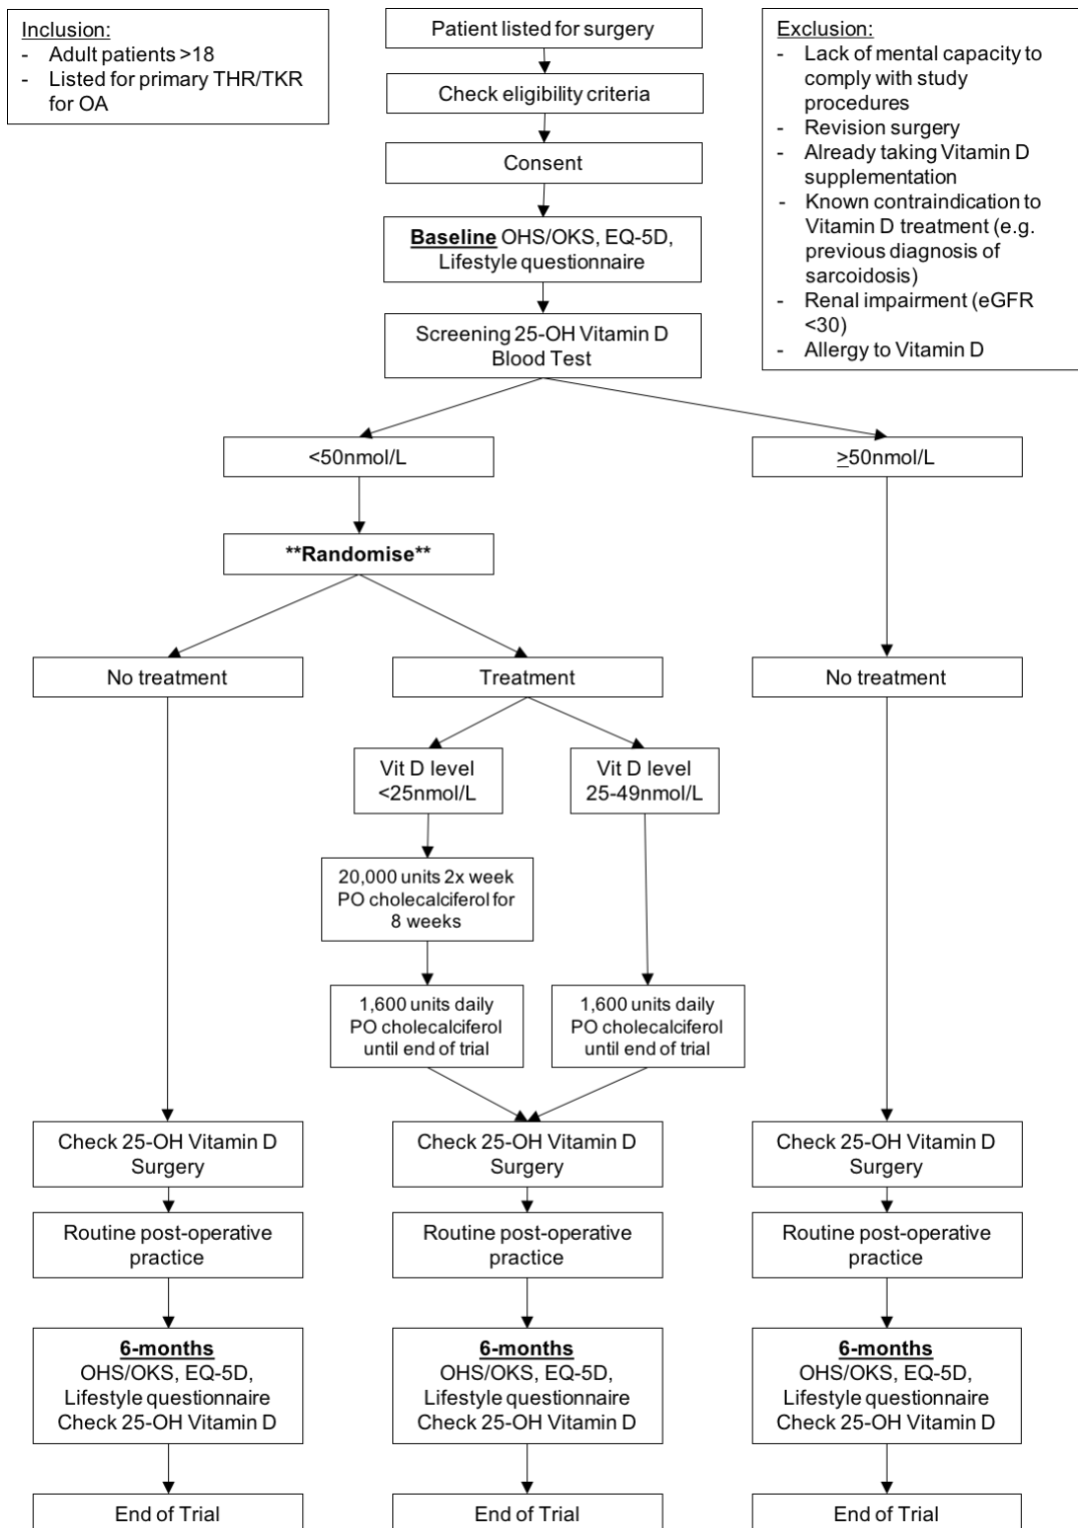 Inclusion:
- Adult patients >18
- Listed for primary THR/TKR
for OA
Patient listed for surgery
Check eligibility criteria
Consent
Baseline OHS/OKS, EQ-5D,
Lifestyle questionnaire
Screening 25-OH Vitamin D
Blood Test
Exclusion:
- Lack of mental capacity to
comply with study
procedures
- Revision surgery
- Already taking Vitamin D
supplementation
- Known contraindication to
Vitamin D treatment (e.g.
previous diagnosis of
sarcoidosis)
- Renal impairment (eGFR
<30)
- Allergy to Vitamin D
<50nmol/L
≥50nmol/L
**Randomise**
No treatment
Treatment
No treatment
Vit D level
<25nmol/L
Vit D level
25-49nmol/L
20,000 units 2x week
PO cholecalciferol for
8 weeks
1,600 units daily
PO cholecalciferol
until end of trial
1,600 units daily
PO cholecalciferol
until end of trial
Check 25-OH Vitamin D
Surgery
Check 25-OH Vitamin D
Surgery
Check 25-OH Vitamin D
Surgery
Routine post-operative
practice
Routine post-operative
practice
Routine post-operative
practice
6-months
OHS/OKS, EQ-5D,
Lifestyle questionnaire
Check 25-OH Vitamin D
6-months
OHS/OKS, EQ-5D,
Lifestyle questionnaire
Check 25-OH Vitamin D
6-months
OHS/OKS, EQ-5D,
Lifestyle questionnaire
Check 25-OH Vitamin D
End of Trial
End of Trial
End of Trial